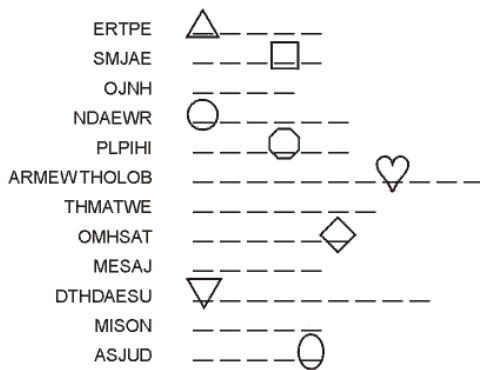 ERTPE
SMJAE
OJNH
NDAEWR
PLPIHI
ARMEWTHOLOB
THMATWE
OMHSAT
MESAJ
DTHDAESU
MISON
ASJUD